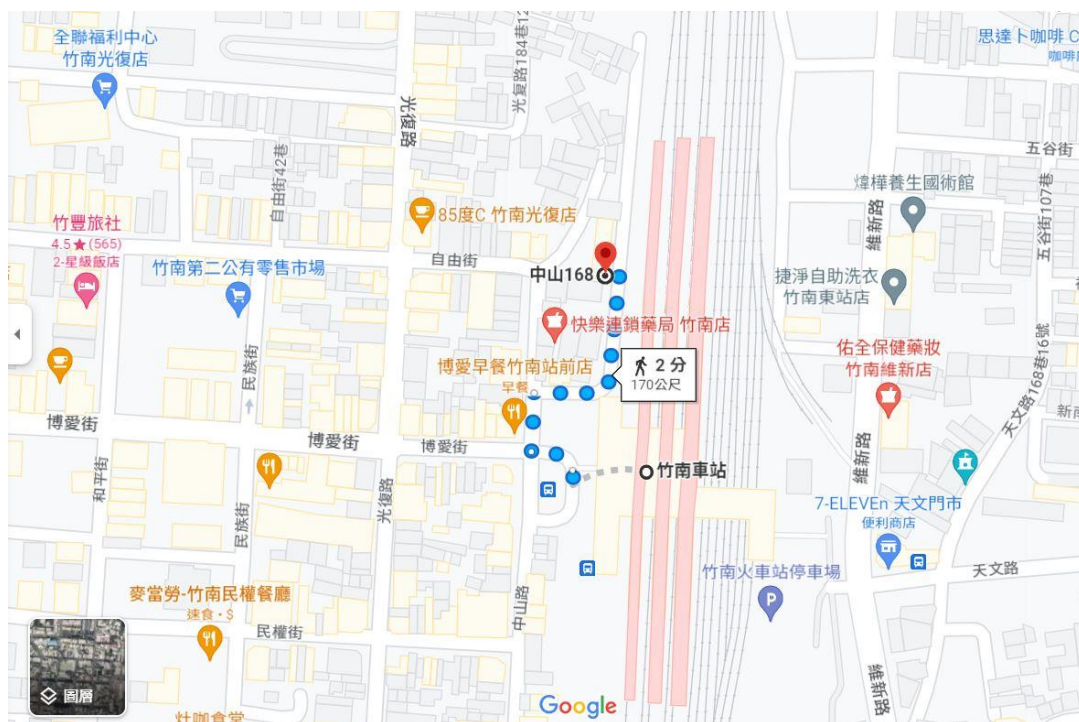 全聯福利中心
竹南光復店
光復路
光復路184巷12
思達卜咖啡 C
咖啡
五谷街
自由街42巷
煒樺養生國術館
維新路
五谷街107巷
竹豐旅社
4.5★(565)
2-星級飯店
85度C 竹南光復店
竹南第二公有零售市場
自由街
中山168
捷淨自助洗衣
竹南東站店
快樂連鎖藥局 竹南店
佑全保健藥妝
竹南維新店
天文路168巷16號
博愛早餐竹南站前店
早餐
2 分
170公尺
民族街
博愛街
博愛街
博愛街
竹南車站
維新路
和平街
光復路
民族街
7-ELEVEn 天文門市
便利商店
天文路
竹南火車站停車場
P
麥當勞-竹南民權餐廳
速食・$
民權街
中山路
維新路
圖層
灶咖食堂
Google